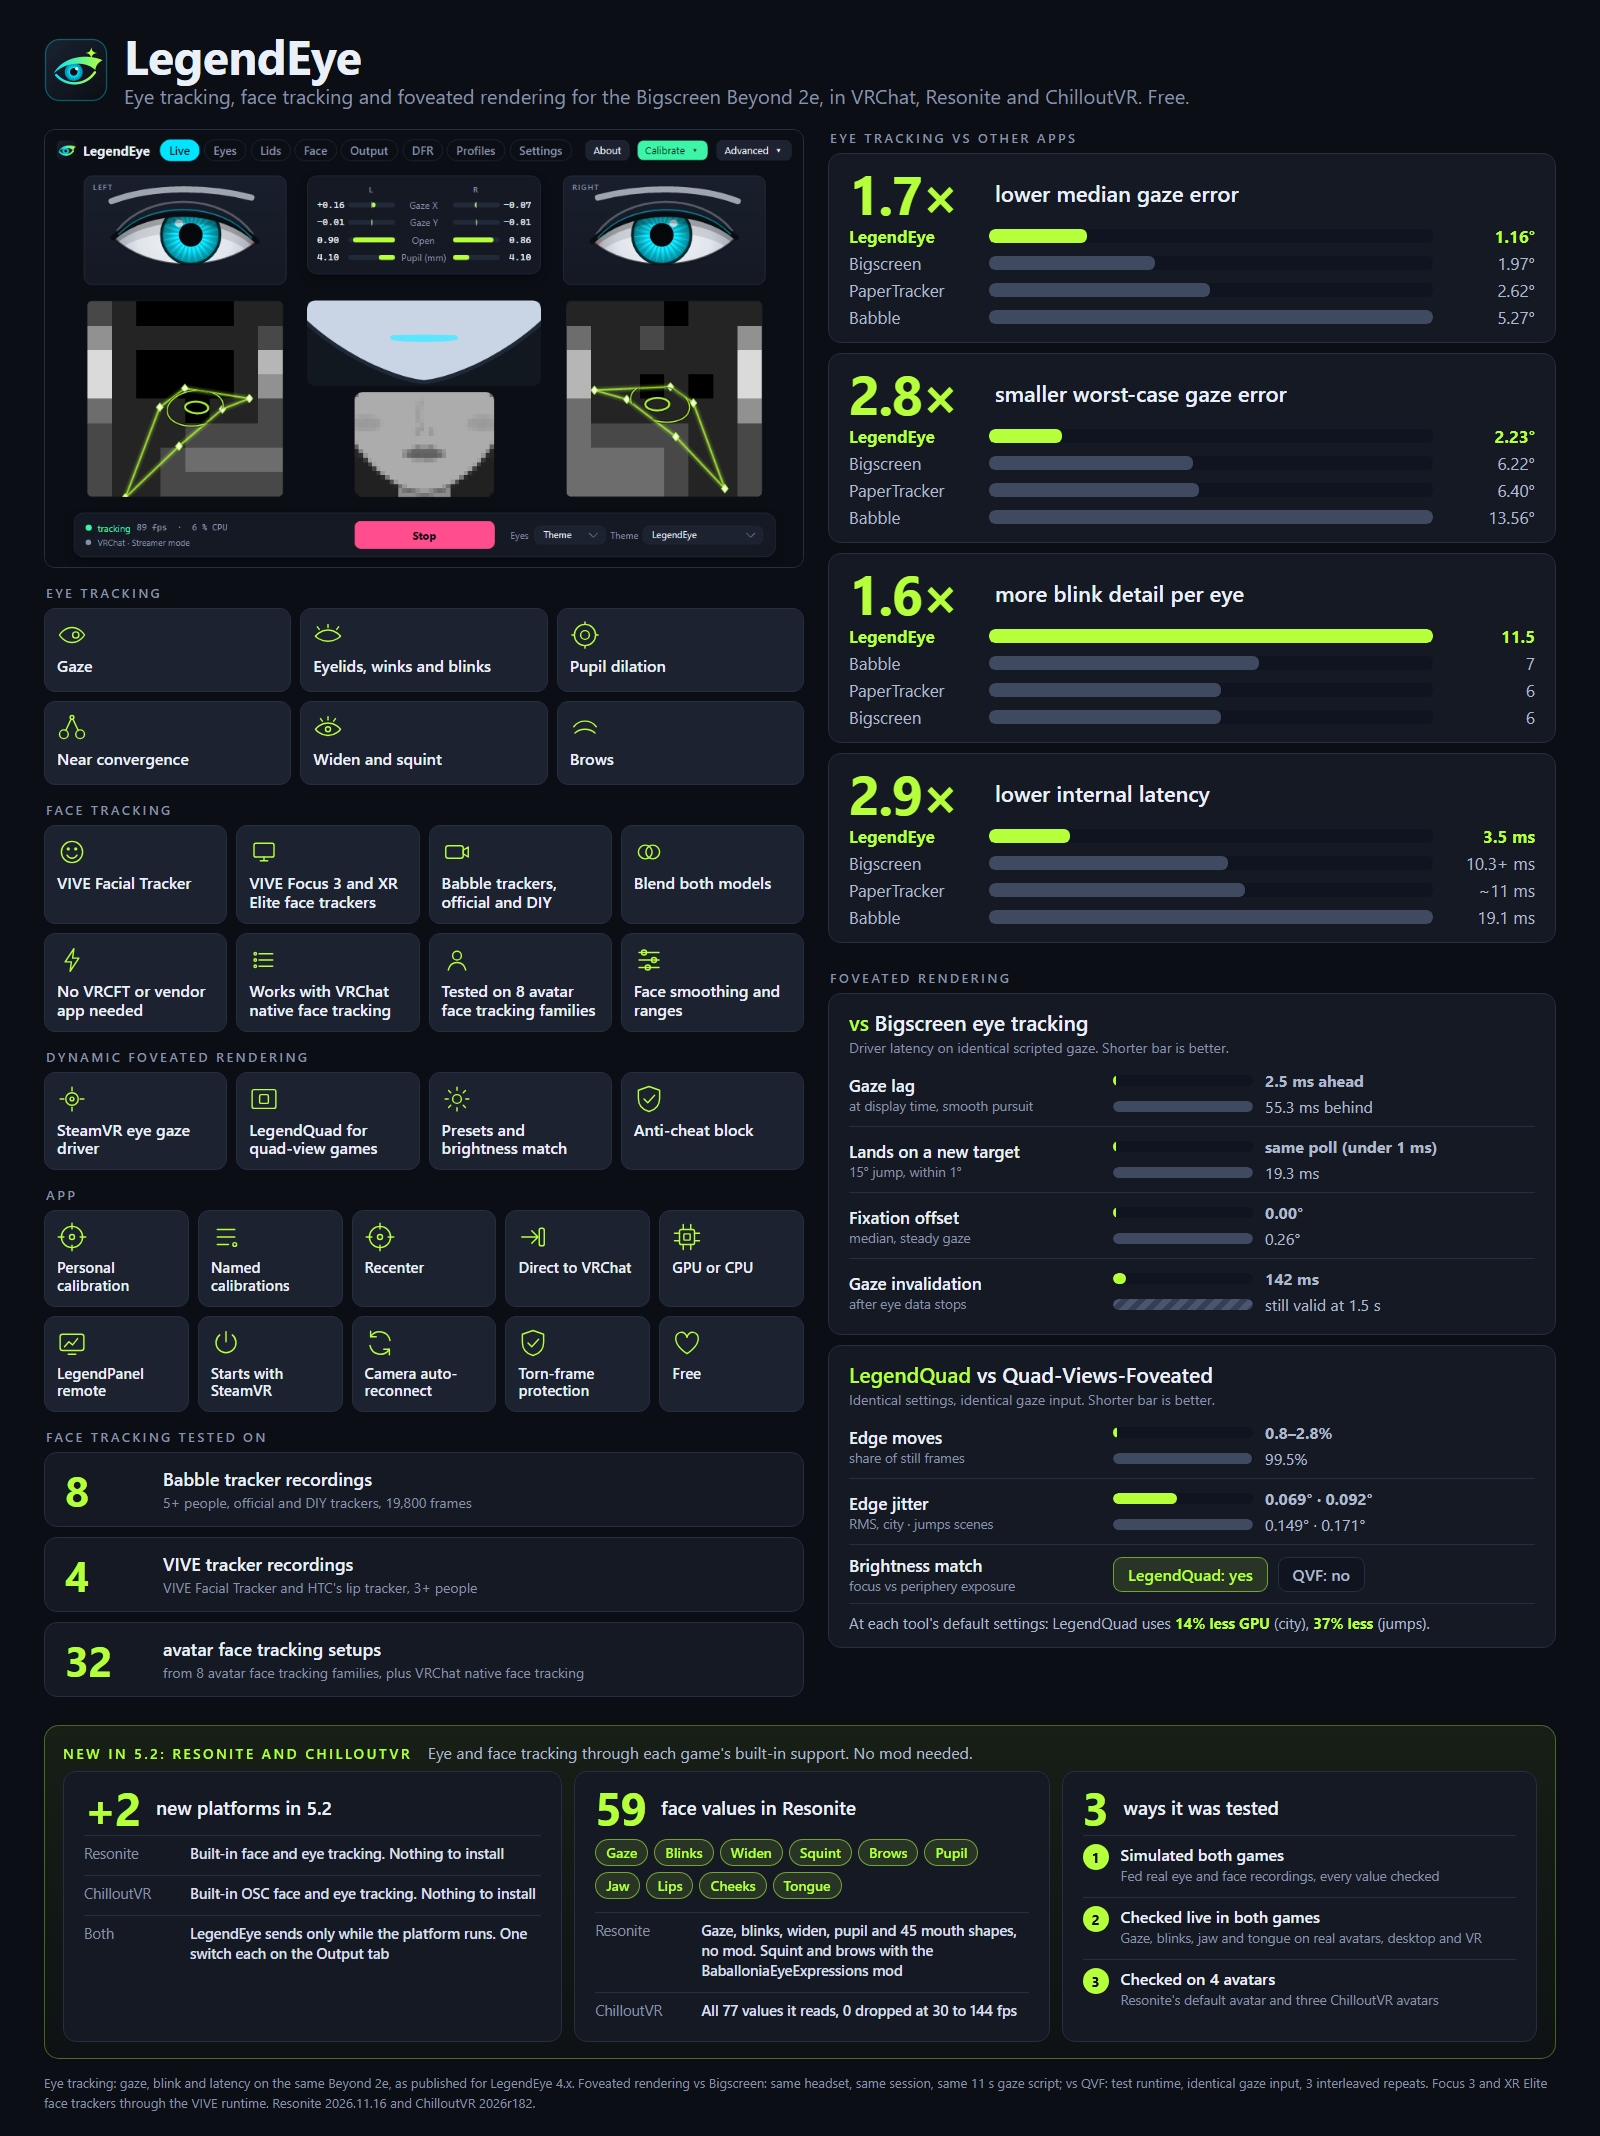 LegendEye
Eye tracking, face tracking and foveated rendering for the Bigscreen Beyond 2e, in VRChat, Resonite and ChilloutVR. Free.
LegendEye Live Eyes Lids Face Output DFR Profiles Settings About Calibrate Advanced
LEFT
L R
+0.16 Gaze X −0.07
−0.01 Gaze Y −0.01
0.90 Open 0.86
4.10 Pupil (mm) 4.10
RIGHT
tracking 89 fps · 6 % CPU
VRChat · Streamer mode
Stop
Eyes Theme Theme LegendEye
EYE TRACKING
Gaze
Eyelids, winks and blinks
Pupil dilation
Near convergence
Widen and squint
Brows
FACE TRACKING
VIVE Facial Tracker
VIVE Focus 3 and XR
Elite face trackers
Babble trackers,
official and DIY
Blend both models
No VRCFT or vendor
app needed
Works with VRChat
native face tracking
Tested on 8 avatar
face tracking families
Face smoothing and
ranges
DYNAMIC FOVEATED RENDERING
SteamVR eye gaze
driver
LegendQuad for
quad-view games
Presets and
brightness match
Anti-cheat block
APP
Personal
calibration
Named
calibrations
Recenter
Direct to VRChat
GPU or CPU
LegendPanel
remote
Starts with
SteamVR
Camera auto-
reconnect
Torn-frame
protection
Free
FACE TRACKING TESTED ON
8 Babble tracker recordings
5+ people, official and DIY trackers, 19,800 frames
4 VIVE tracker recordings
VIVE Facial Tracker and HTC's lip tracker, 3+ people
32 avatar face tracking setups
from 8 avatar face tracking families, plus VRChat native face tracking
EYE TRACKING VS OTHER APPS
1.7× lower median gaze error
LegendEye 1.16°
Bigscreen 1.97°
PaperTracker 2.62°
Babble 5.27°
2.8× smaller worst-case gaze error
LegendEye 2.23°
Bigscreen 6.22°
PaperTracker 6.40°
Babble 13.56°
1.6× more blink detail per eye
LegendEye 11.5
Babble 7
PaperTracker 6
Bigscreen 6
2.9× lower internal latency
LegendEye 3.5 ms
Bigscreen 10.3+ ms
PaperTracker ~11 ms
Babble 19.1 ms
FOVEATED RENDERING
vs Bigscreen eye tracking
Driver latency on identical scripted gaze. Shorter bar is better.
Gaze lag 2.5 ms ahead
at display time, smooth pursuit 55.3 ms behind
Lands on a new target same poll (under 1 ms)
15° jump, within 1° 19.3 ms
Fixation offset 0.00°
median, steady gaze 0.26°
Gaze invalidation 142 ms
after eye data stops still valid at 1.5 s
LegendQuad vs Quad-Views-Foveated
Identical settings, identical gaze input. Shorter bar is better.
Edge moves 0.8–2.8%
share of still frames 99.5%
Edge jitter 0.069° · 0.092°
RMS, city · jumps scenes 0.149° · 0.171°
Brightness match LegendQuad: yes QVF: no
focus vs periphery exposure
At each tool's default settings: LegendQuad uses 14% less GPU (city), 37% less (jumps).
NEW IN 5.2: RESONITE AND CHILLOUTVR Eye and face tracking through each game's built-in support. No mod needed.
+2 new platforms in 5.2
Resonite Built-in face and eye tracking. Nothing to install
ChilloutVR Built-in OSC face and eye tracking. Nothing to install
Both LegendEye sends only while the platform runs. One
switch each on the Output tab
59 face values in Resonite
Gaze Blinks Widen Squint Brows Pupil
Jaw Lips Cheeks Tongue
Resonite Gaze, blinks, widen, pupil and 45 mouth shapes,
no mod. Squint and brows with the
BaballoniaEyeExpressions mod
ChilloutVR All 77 values it reads, 0 dropped at 30 to 144 fps
3 ways it was tested
1 Simulated both games
Fed real eye and face recordings, every value checked
2 Checked live in both games
Gaze, blinks, jaw and tongue on real avatars, desktop and VR
3 Checked on 4 avatars
Resonite's default avatar and three ChilloutVR avatars
Eye tracking: gaze, blink and latency on the same Beyond 2e, as published for LegendEye 4.x. Foveated rendering vs Bigscreen: same headset, same session, same 11 s gaze script; vs QVF: test runtime, identical gaze input, 3 interleaved repeats. Focus 3 and XR Elite
face trackers through the VIVE runtime. Resonite 2026.11.16 and ChilloutVR 2026r182.